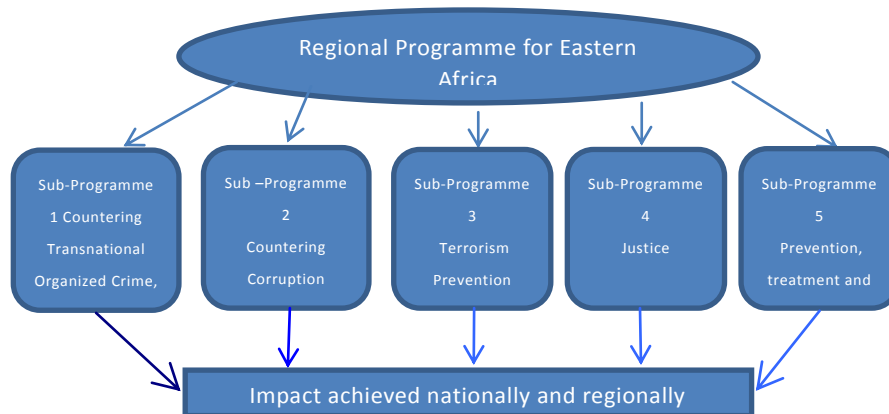 Regional Programme for Eastern
Africa
Sub-Programme
1 Countering
Transnational
Organized Crime,
Sub –Programme
2
Countering
Corruption
Sub-Programme
3
Terrorism
Prevention
Sub-Programme
4
Justice
Sub-Programme
5
Prevention,
treatment and
Impact achieved nationally and regionally